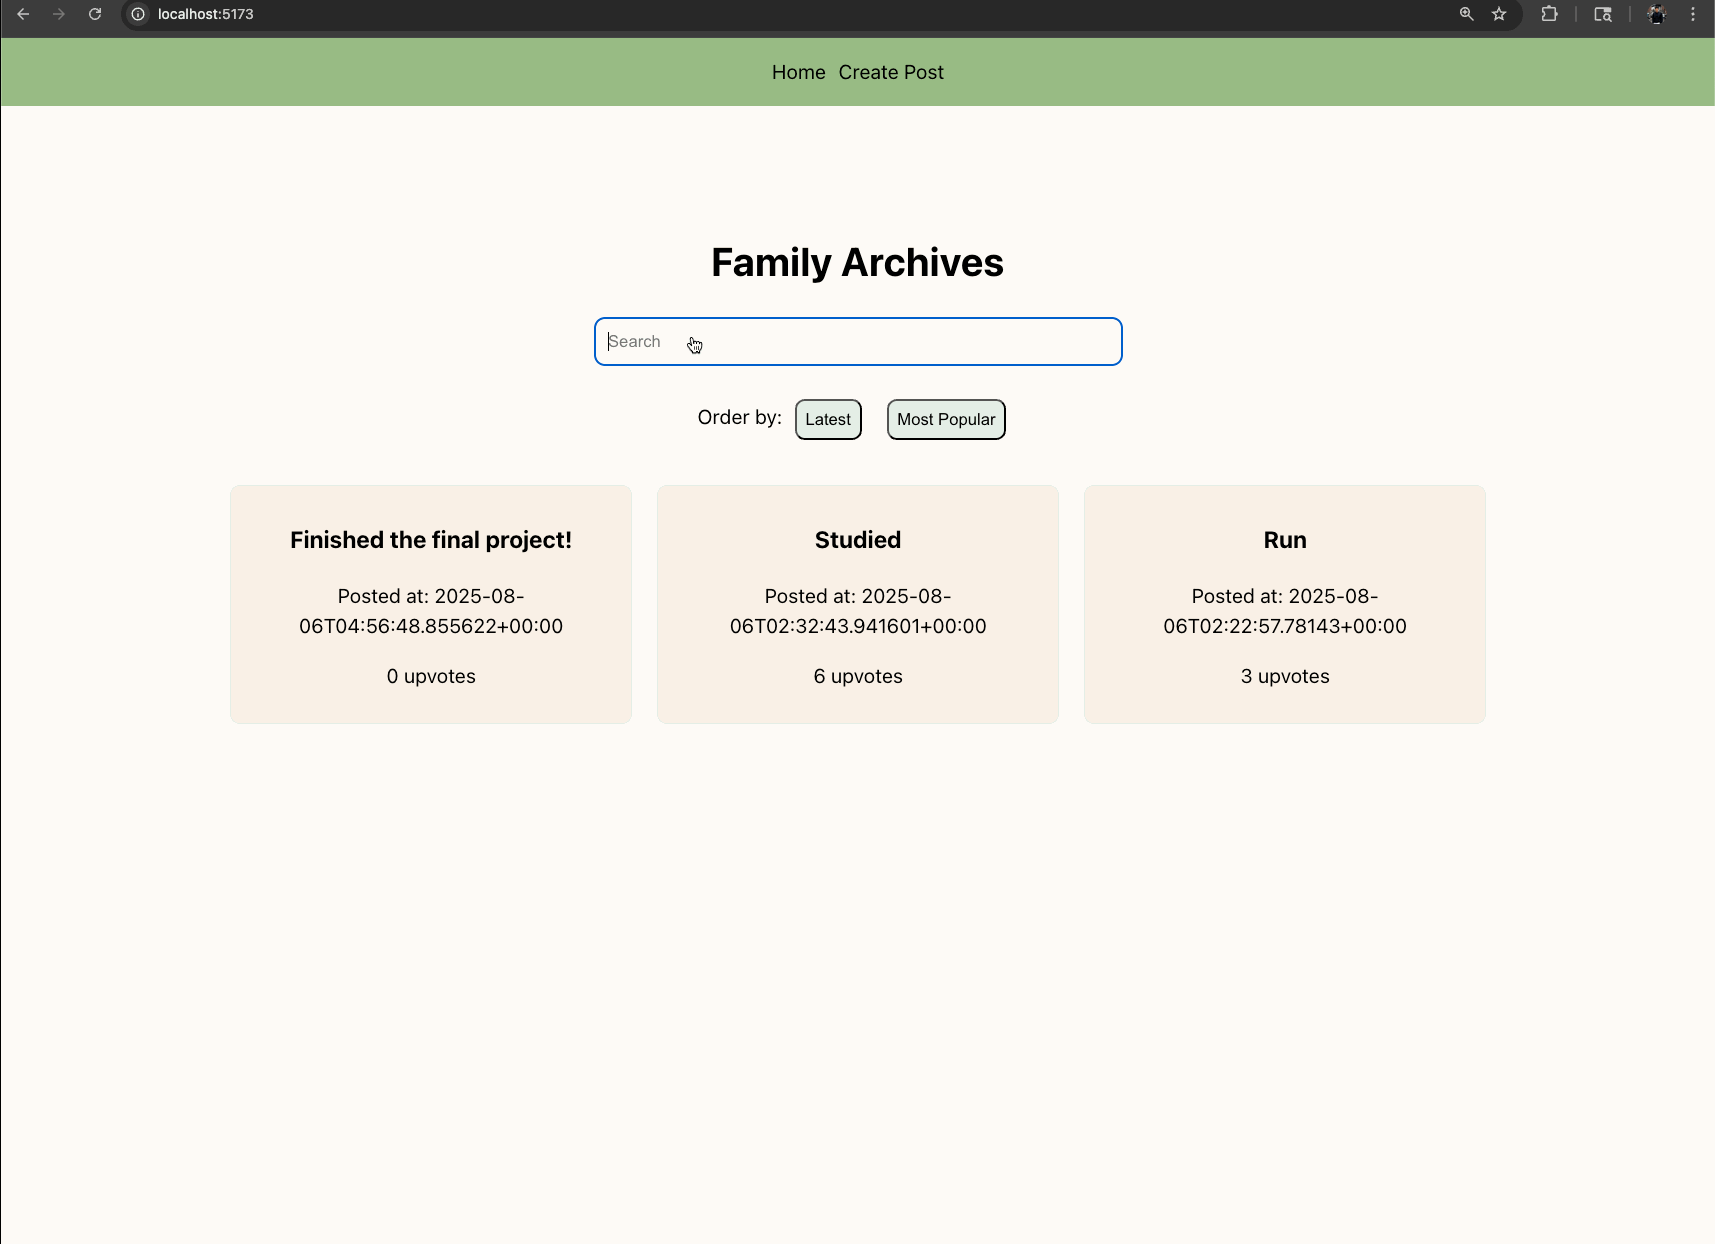 localhost:5173
Home Create Post
Family Archives
Search
Order by: Latest Most Popular
Finished the final project!
Posted at: 2025-08-
06T04:56:48.855622+00:00
0 upvotes
Studied
Posted at: 2025-08-
06T02:32:43.941601+00:00
6 upvotes
Run
Posted at: 2025-08-
06T02:22:57.78143+00:00
3 upvotes